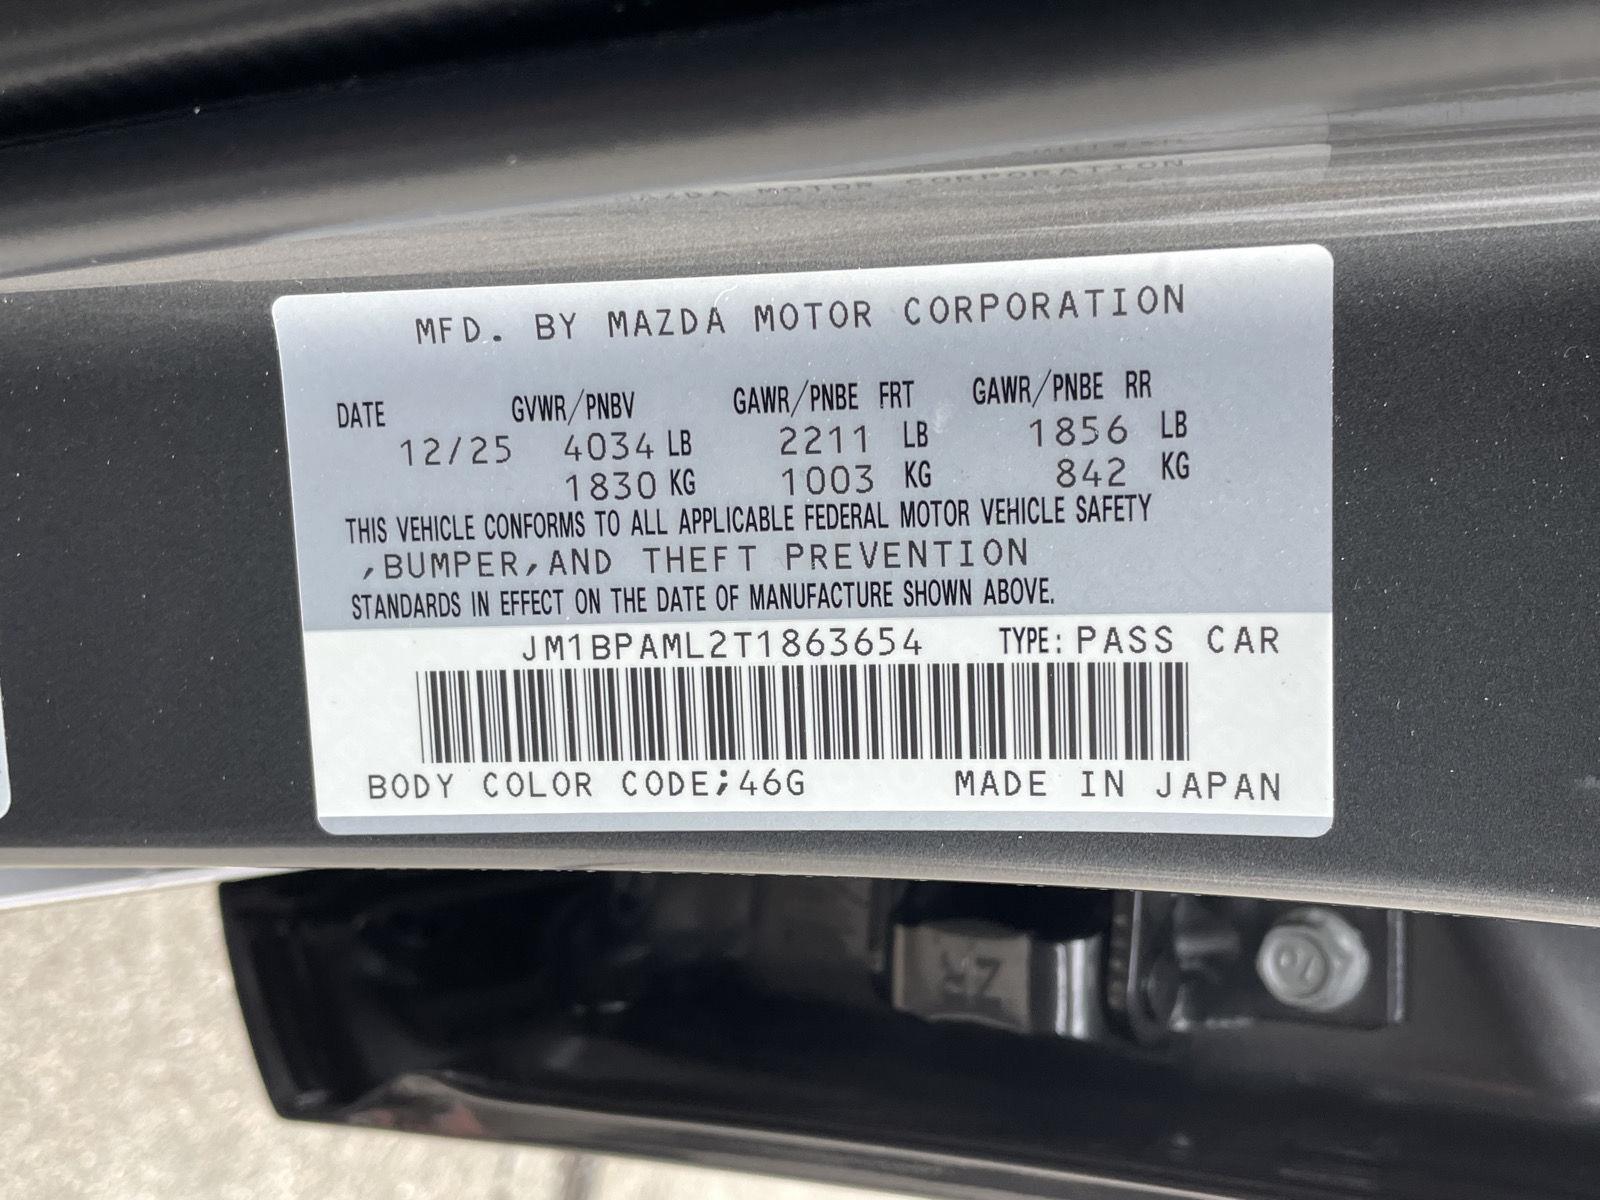 MFD. BY MAZDA MOTOR CORPORATION
DATE GVWR/PNBV GAWR/PNBE FRT GAWR/PNBE RR
12/25 4034 LB 2211 LB 1856 LB
1830 KG 1003 KG 842 KG
THIS VEHICLE CONFORMS TO ALL APPLICABLE FEDERAL MOTOR VEHICLE SAFETY
,BUMPER,AND THEFT PREVENTION
STANDARDS IN EFFECT ON THE DATE OF MANUFACTURE SHOWN ABOVE.
JM1BPAML2T1863654 TYPE: PASS CAR
BODY COLOR CODE;46G MADE IN JAPAN